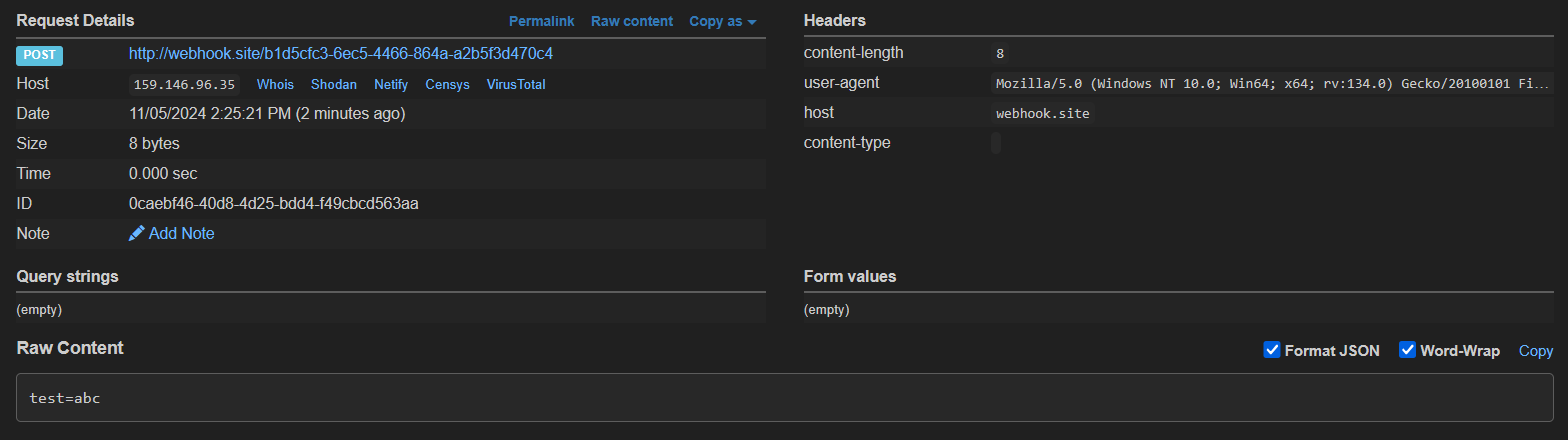 Request Details Permalink Raw content Copy as
POST http://webhook.site/b1d5cfc3-6ec5-4466-864a-a2b5f3d470c4
Host 159.146.96.35 Whois Shodan Netify Censys VirusTotal
Date 11/05/2024 2:25:21 PM (2 minutes ago)
Size 8 bytes
Time 0.000 sec
ID 0caebf46-40d8-4d25-bdd4-f49cbcd563aa
Note Add Note
Headers
content-length 8
user-agent Mozilla/5.0 (Windows NT 10.0; Win64; x64; rv:134.0) Gecko/20100101 Fi...
host webhook.site
content-type
Query strings
(empty)
Form values
(empty)
Raw Content Format JSON Word-Wrap Copy
test=abc